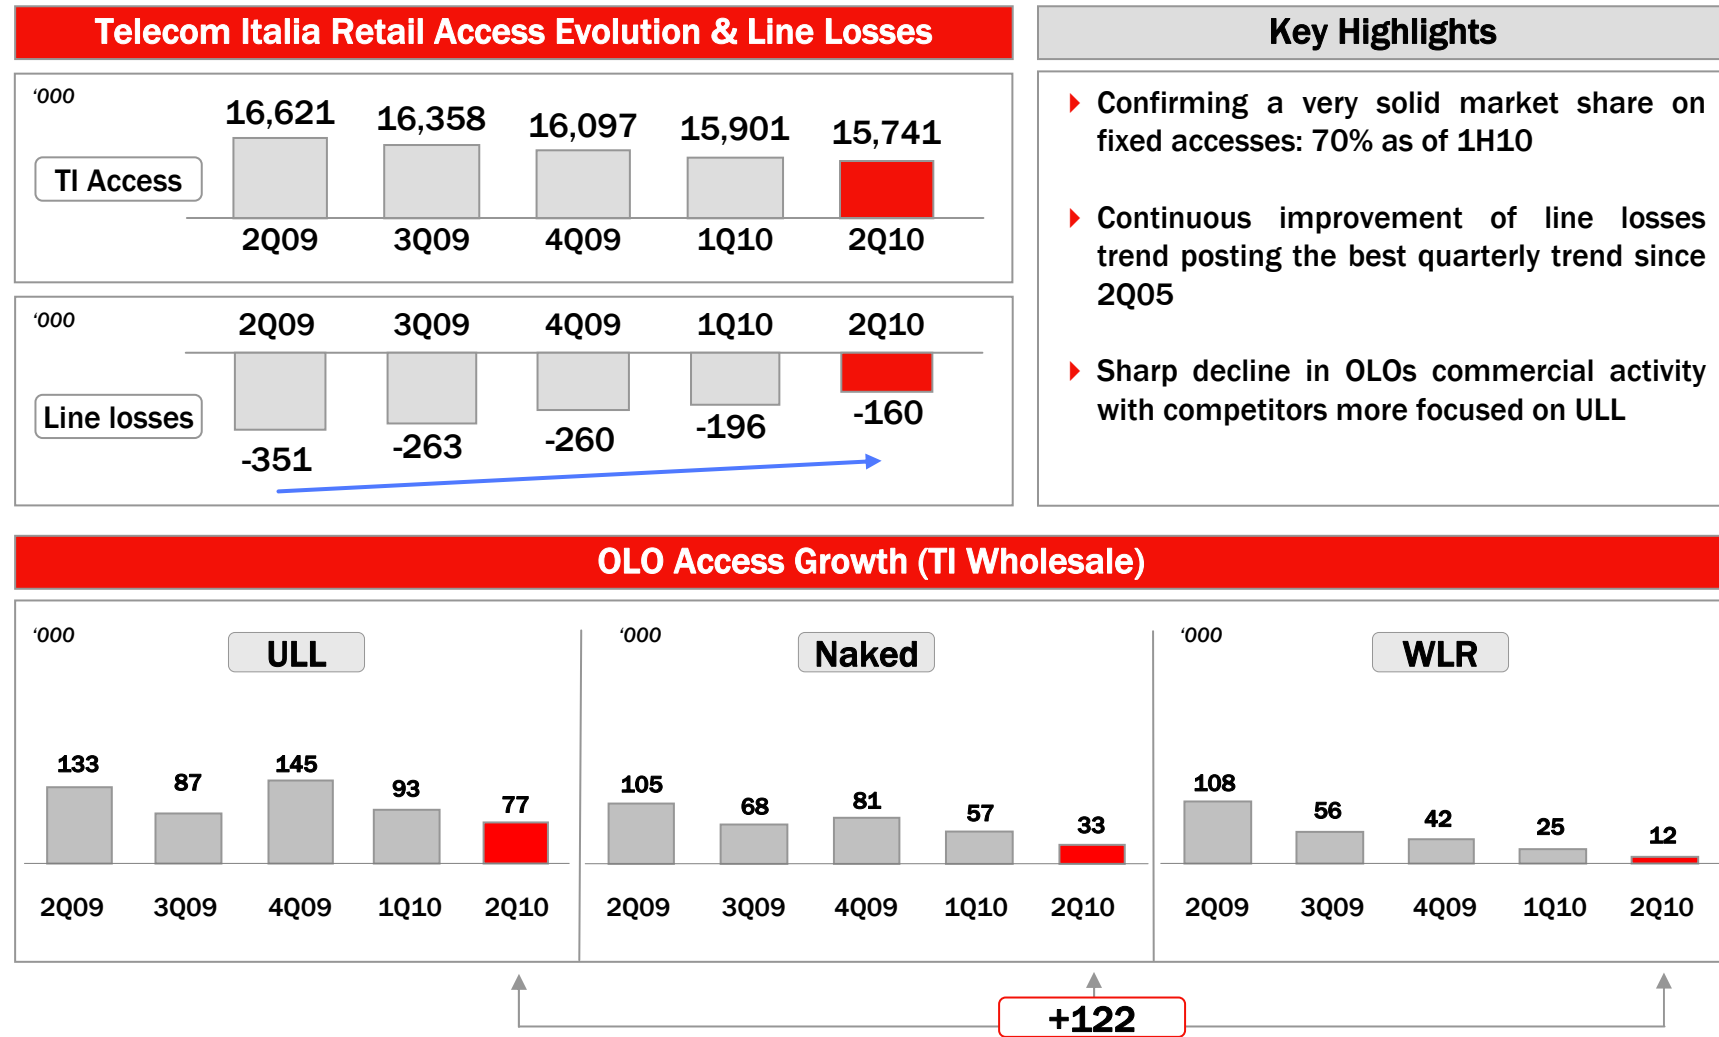 Telecom Italia Retail Access Evolution & Line Losses
‘000
16,621 16,358 16,097 15,901 15,741
TI Access
2Q09 3Q09 4Q09 1Q10 2Q10
‘000
2Q09 3Q09 4Q09 1Q10 2Q10
Line losses
-351 -263 -260 -196 -160
Key Highlights
Confirming a very solid market share on
fixed accesses: 70% as of 1H10
Continuous improvement of line losses
trend posting the best quarterly trend since
2Q05
Sharp decline in OLOs commercial activity
with competitors more focused on ULL
OLO Access Growth (TI Wholesale)
‘000
ULL
133 87 145 93 77
2Q09 3Q09 4Q09 1Q10 2Q10
‘000
Naked
105 68 81 57 33
2Q09 3Q09 4Q09 1Q10 2Q10
‘000
WLR
108 56 42 25 12
2Q09 3Q09 4Q09 1Q10 2Q10
+122